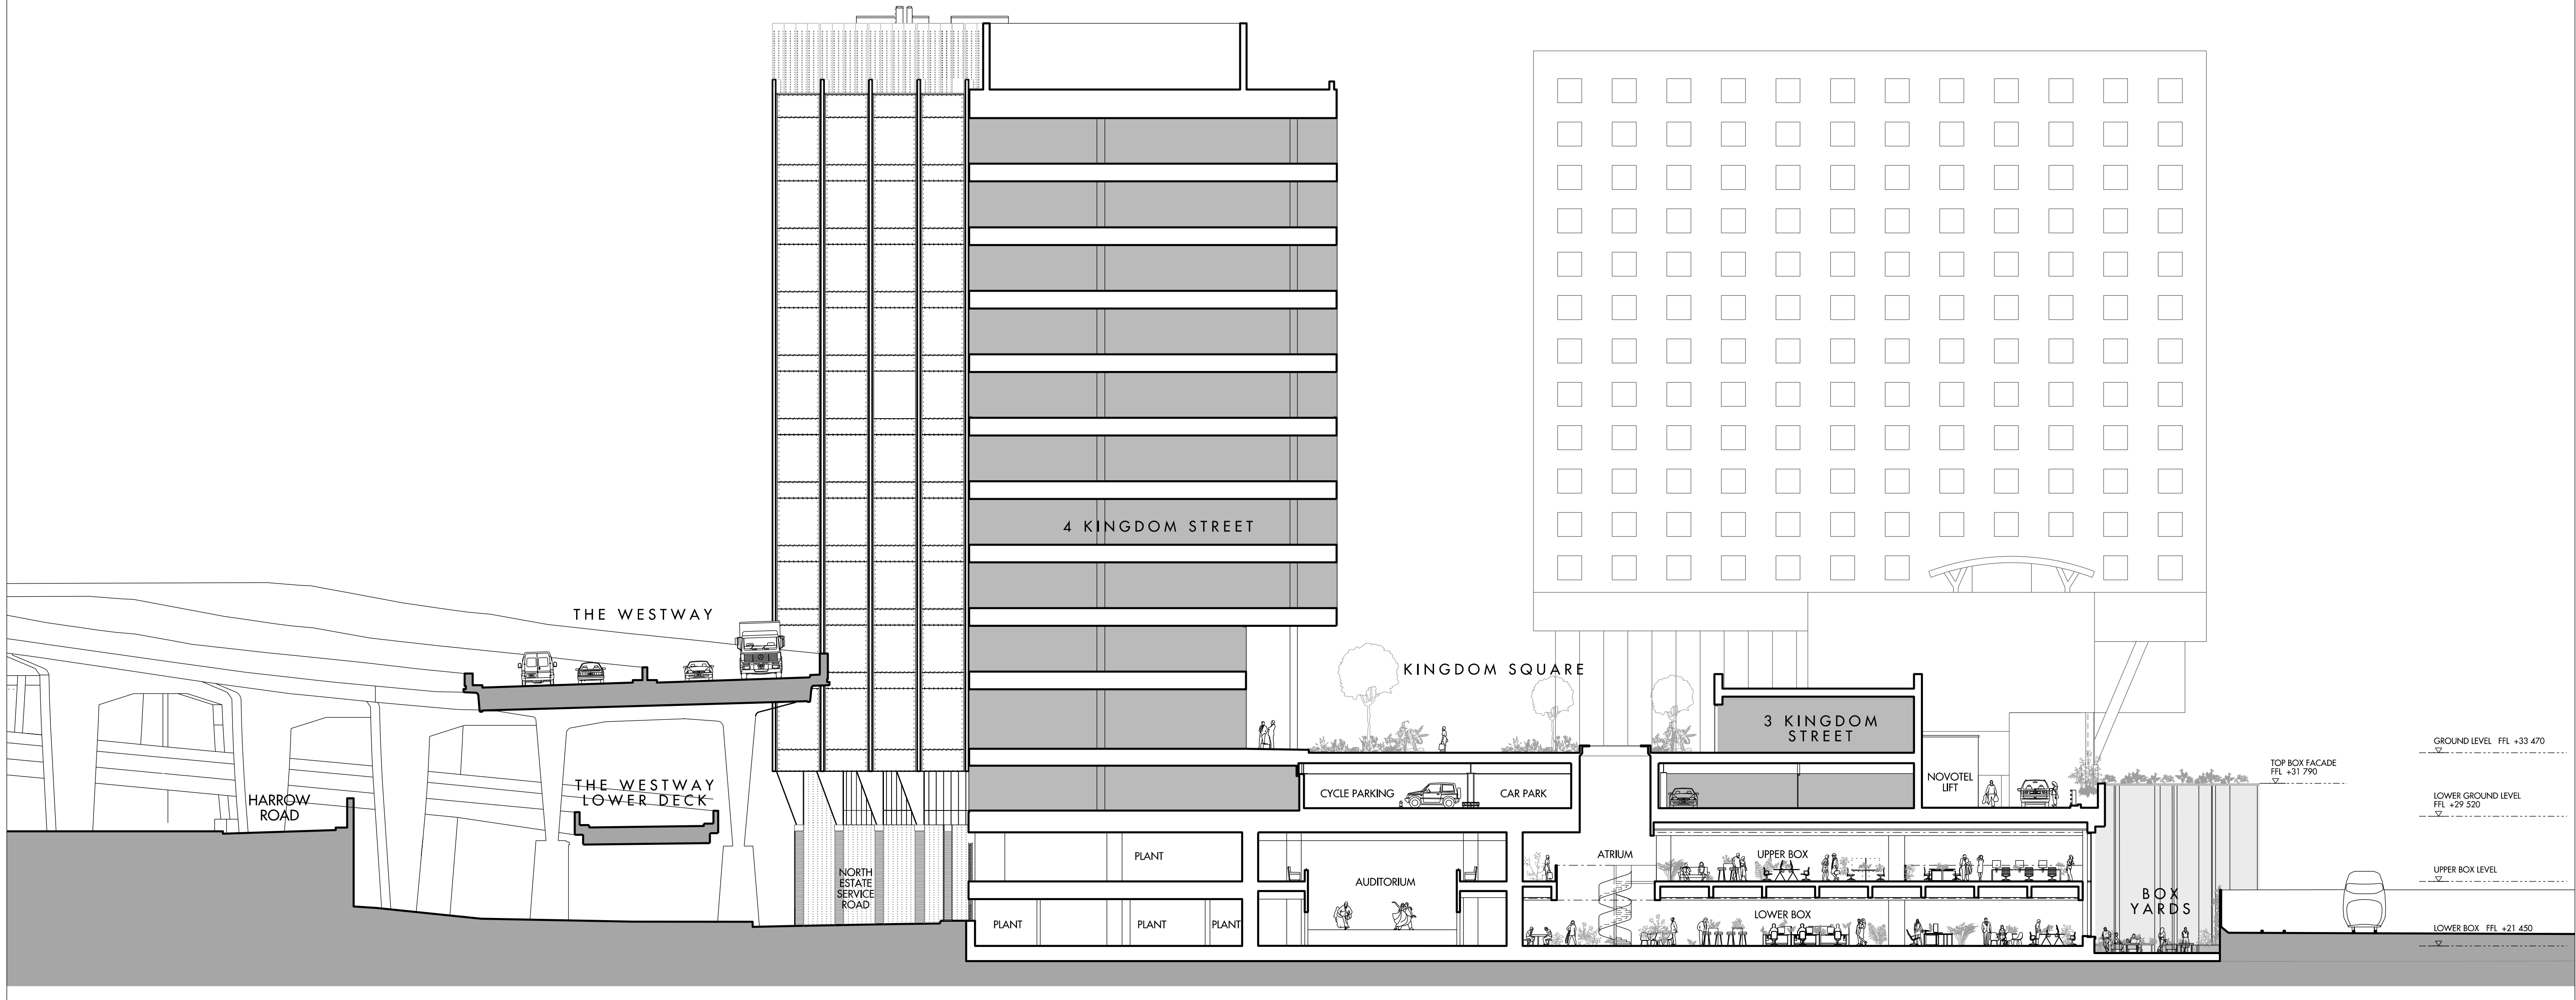 4 KINGDOM STREET
THE WESTWAY
KINGDOM SQUARE
3 KINGDOM
STREET
GROUND LEVEL FFL +33 470
TOP BOX FACADE
FFL +31 790
NOVOTEL
LIFT
THE WESTWAY
LOWER DECK
HARROW
ROAD
CYCLE PARKING
CAR PARK
LOWER GROUND LEVEL
FFL +29 520
PLANT
ATRIUM
UPPER BOX
UPPER BOX LEVEL
NORTH
ESTATE
SERVICE
ROAD
AUDITORIUM
BOX
YARDS
PLANT
PLANT
PLANT
LOWER BOX
LOWER BOX FFL +21 450